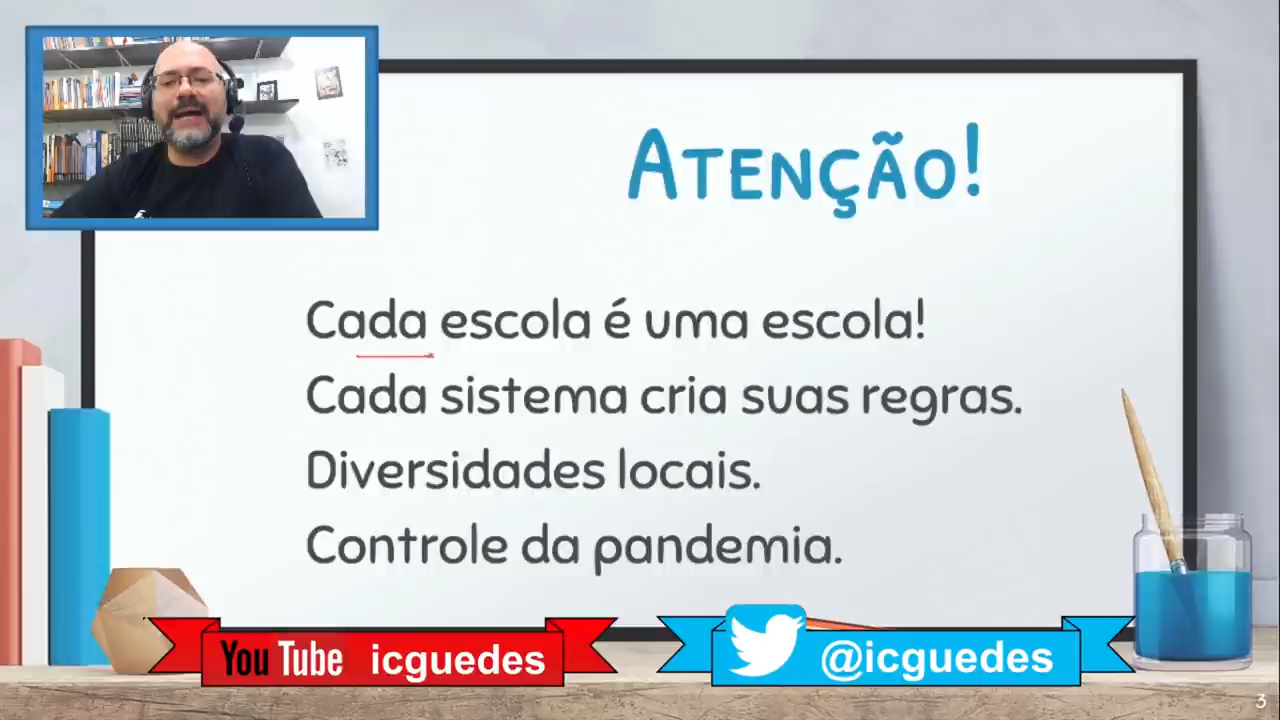 Atenção!
Cada escola é uma escola!
Cada sistema cria suas regras.
Diversidades locais.
Controle da pandemia.
YouTube icguedes
@icguedes
3